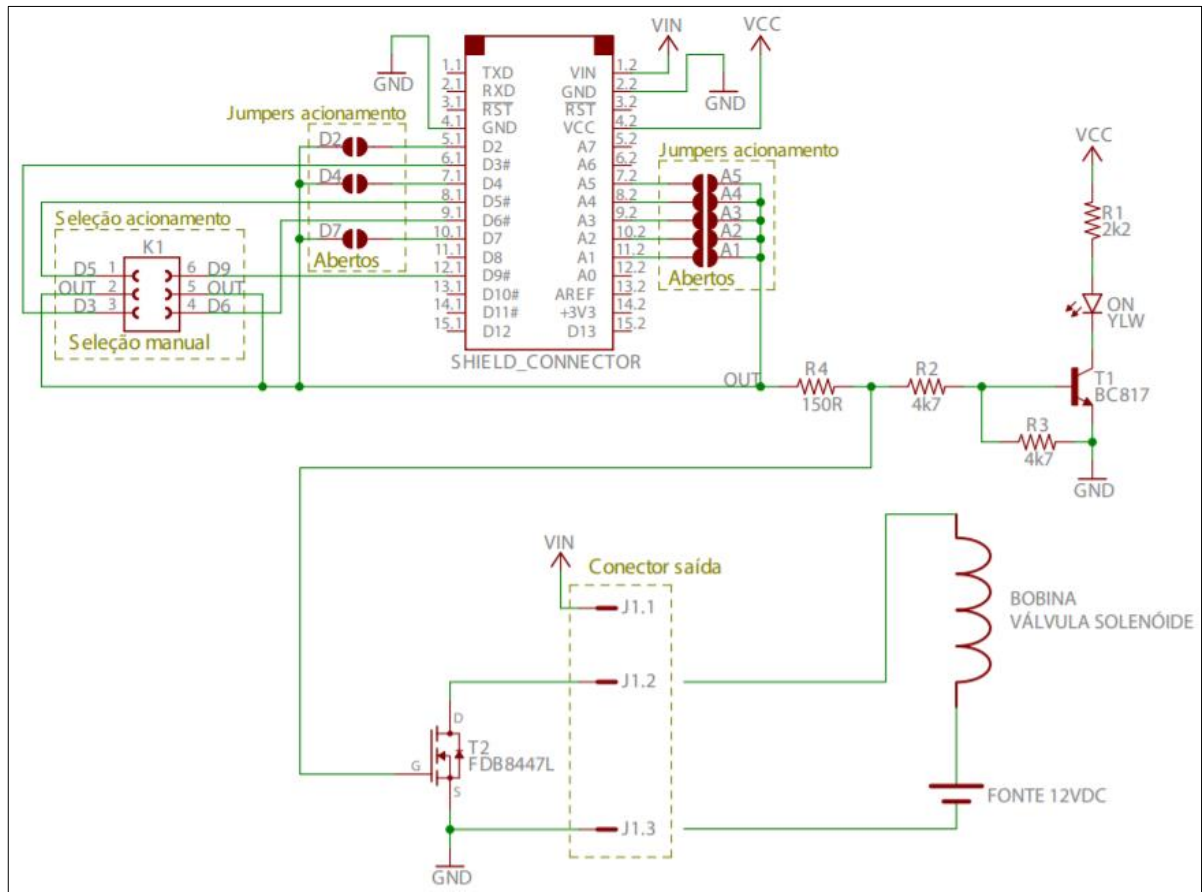 VIN
VCC
GND
GND
Jumpers acionamento
1.1 TXD VIN 1.2
2.1 RXD GND 2.2
3.1 RST RST 3.2
4.1 GND VCC 4.2
D2 5.1 D2 A7 5.2
6.1 D3# A6 6.2
D4 7.1 D4 A5 7.2 A5
8.1 D5# A4 8.2 A4
9.1 D6# A3 9.2 A3
D7 10.1 D7 A2 10.2 A2
11.1 D8 A1 11.2 A1
12.1 D9# A0 12.2
13.1 D10# AREF 13.2
14.1 D11# +3V3 14.2
15.1 D12 D13 15.2
SHIELD_CONNECTOR
Abertos
Jumpers acionamento
Abertos
Seleção acionamento
K1
D5 1 6 D9
OUT 2 5 OUT
D3 3 4 D6
Seleção manual
VCC
R1
2k2
ON
YLW
OUT
R4
150R
R2
4k7
T1
BC817
R3
4k7
GND
VIN
Conector saída
J1.1
J1.2
J1.3
D
G
S
T2
FDB8447L
GND
BOBINA
VÁLVULA SOLENÓIDE
FONTE 12VDC